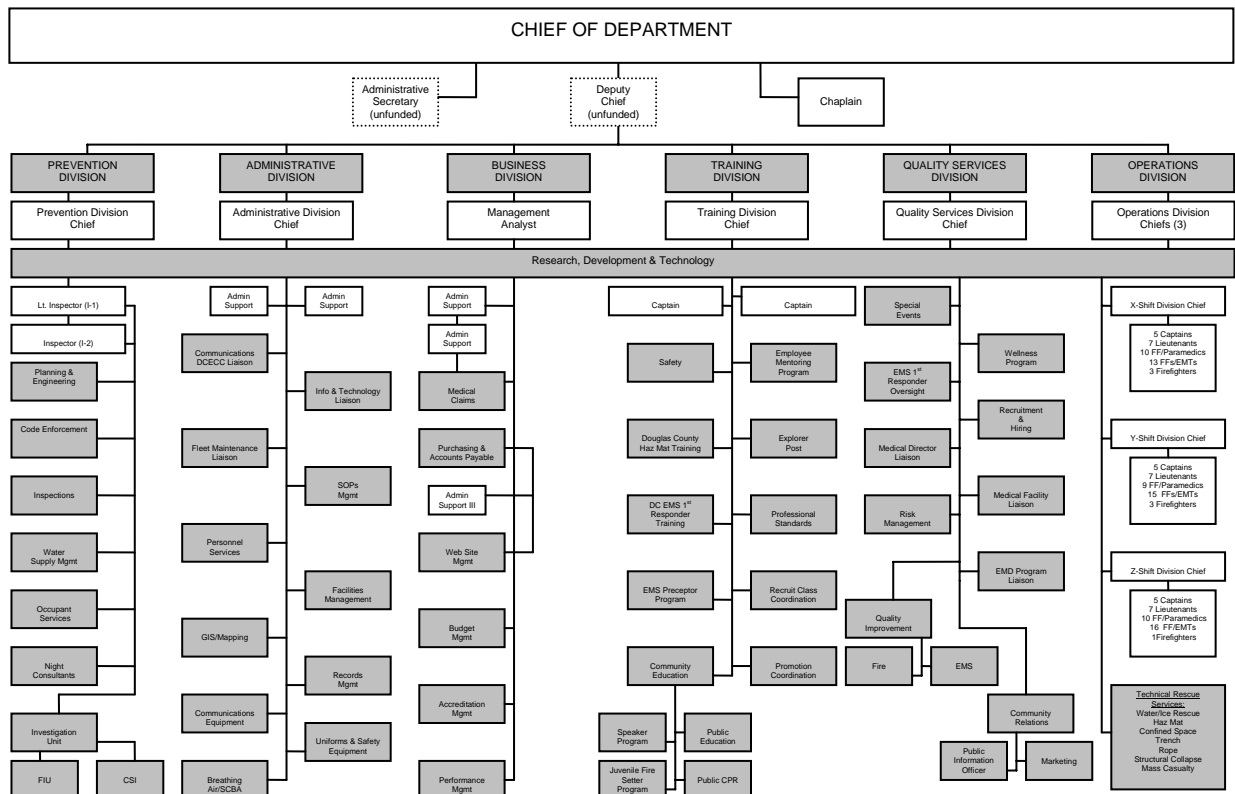 CHIEF OF DEPARTMENT
Administrative
Secretary
(unfunded)
Deputy
Chief
(unfunded)
Chaplain
PREVENTION
DIVISION
ADMINISTRATIVE
DIVISION
BUSINESS
DIVISION
TRAINING
DIVISION
QUALITY SERVICES
DIVISION
OPERATIONS
DIVISION
Prevention Division
Chief
Administrative Division
Chief
Management
Analyst
Training Division
Chief
Quality Services Division
Chief
Operations Division
Chiefs (3)
Research, Development & Technology
Lt. Inspector (I-1)
Inspector (I-2)
Planning &
Engineering
Code Enforcement
Inspections
Water
Supply Mgmt
Occupant
Services
Night
Consultants
Investigation
Unit
FIU
CSI
Admin
Support
Admin
Support
Communications
DCECC Liaison
Info & Technology
Liaison
Fleet Maintenance
Liaison
SOPs
Mgmt
Personnel
Services
Facilities
Management
GIS/Mapping
Records
Mgmt
Communications
Equipment
Uniforms & Safety
Equipment
Breathing
Air/SCBA
Admin
Support
Admin
Support
Medical
Claims
Purchasing &
Accounts Payable
Admin
Support III
Web Site
Mgmt
Budget
Mgmt
Accreditation
Mgmt
Performance
Mgmt
Captain
Captain
Safety
Employee
Mentoring
Program
Douglas County
Haz Mat Training
Explorer
Post
DC EMS 1st
Responder
Training
Professional
Standards
EMS Preceptor
Program
Recruit Class
Coordination
Community
Education
Promotion
Coordination
Speaker
Program
Public
Education
Juvenile Fire
Setter
Program
Public CPR
Special
Events
Wellness
Program
EMS 1st
Responder
Oversight
Recruitment
&
Hiring
Medical Director
Liaison
Medical Facility
Liaison
Risk
Management
EMD Program
Liaison
Quality
Improvement
Fire
EMS
Community
Relations
Public
Information
Officer
Marketing
X-Shift Division Chief
5 Captains
7 Lieutenants
10 FF/Paramedics
13 FFs/EMTs
3 Firefighters
Y-Shift Division Chief
5 Captains
7 Lieutenants
9 FF/Paramedics
15 FFs/EMTs
3 Firefighters
Z-Shift Division Chief
5 Captains
7 Lieutenants
10 FF/Paramedics
16 FF/EMTs
1Firefighters
Technical Rescue
Services:
Water/Ice Rescue
Haz Mat
Confined Space
Trench
Rope
Structural Collapse
Mass Casualty